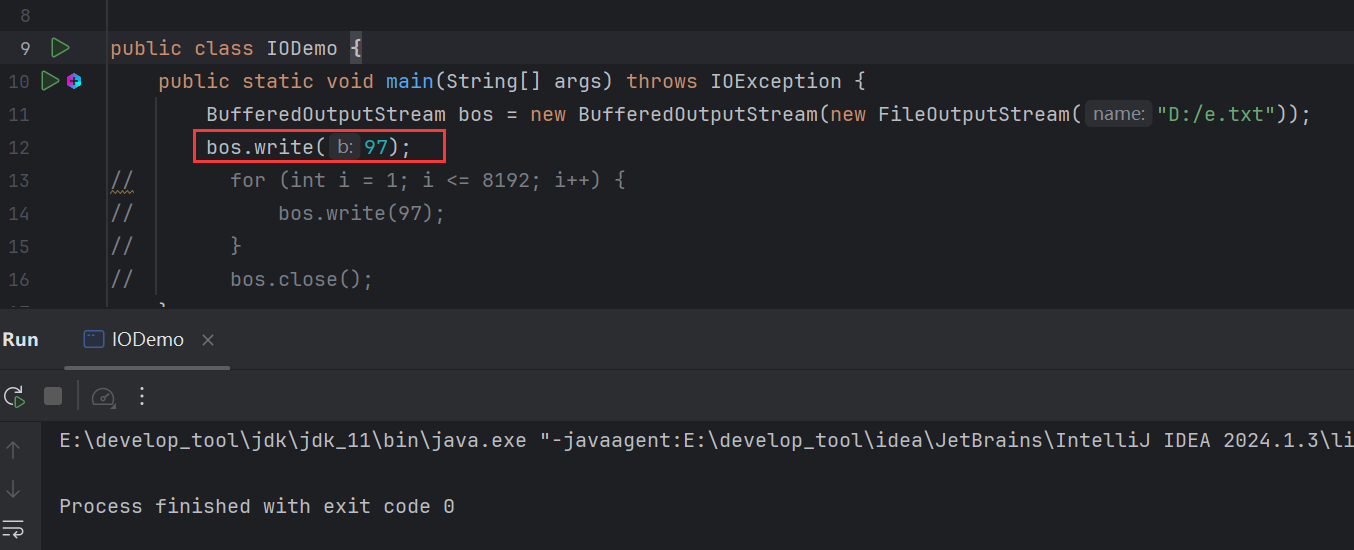 8
9 public class IODemo {
10 public static void main(String[] args) throws IOException {
11 BufferedOutputStream bos = new BufferedOutputStream(new FileOutputStream( name: "D:/e.txt"));
12 bos.write( b: 97);
13 // for (int i = 1; i <= 8192; i++) {
14 // bos.write(97);
15 // }
16 // bos.close();
Run IODemo
E:\develop_tool\jdk\jdk_11\bin\java.exe "-javaagent:E:\develop_tool\idea\JetBrains\IntelliJ IDEA 2024.1.3\li
Process finished with exit code 0